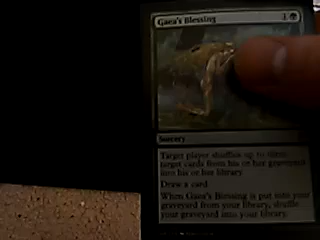 Gaea's Blessing 1
Sorcery
Target player shuffles up to three
target cards from his or her graveyard
into his or her library.
Draw a card.
When Gaea's Blessing is put into your
graveyard from your library, shuffle
your graveyard into your library.